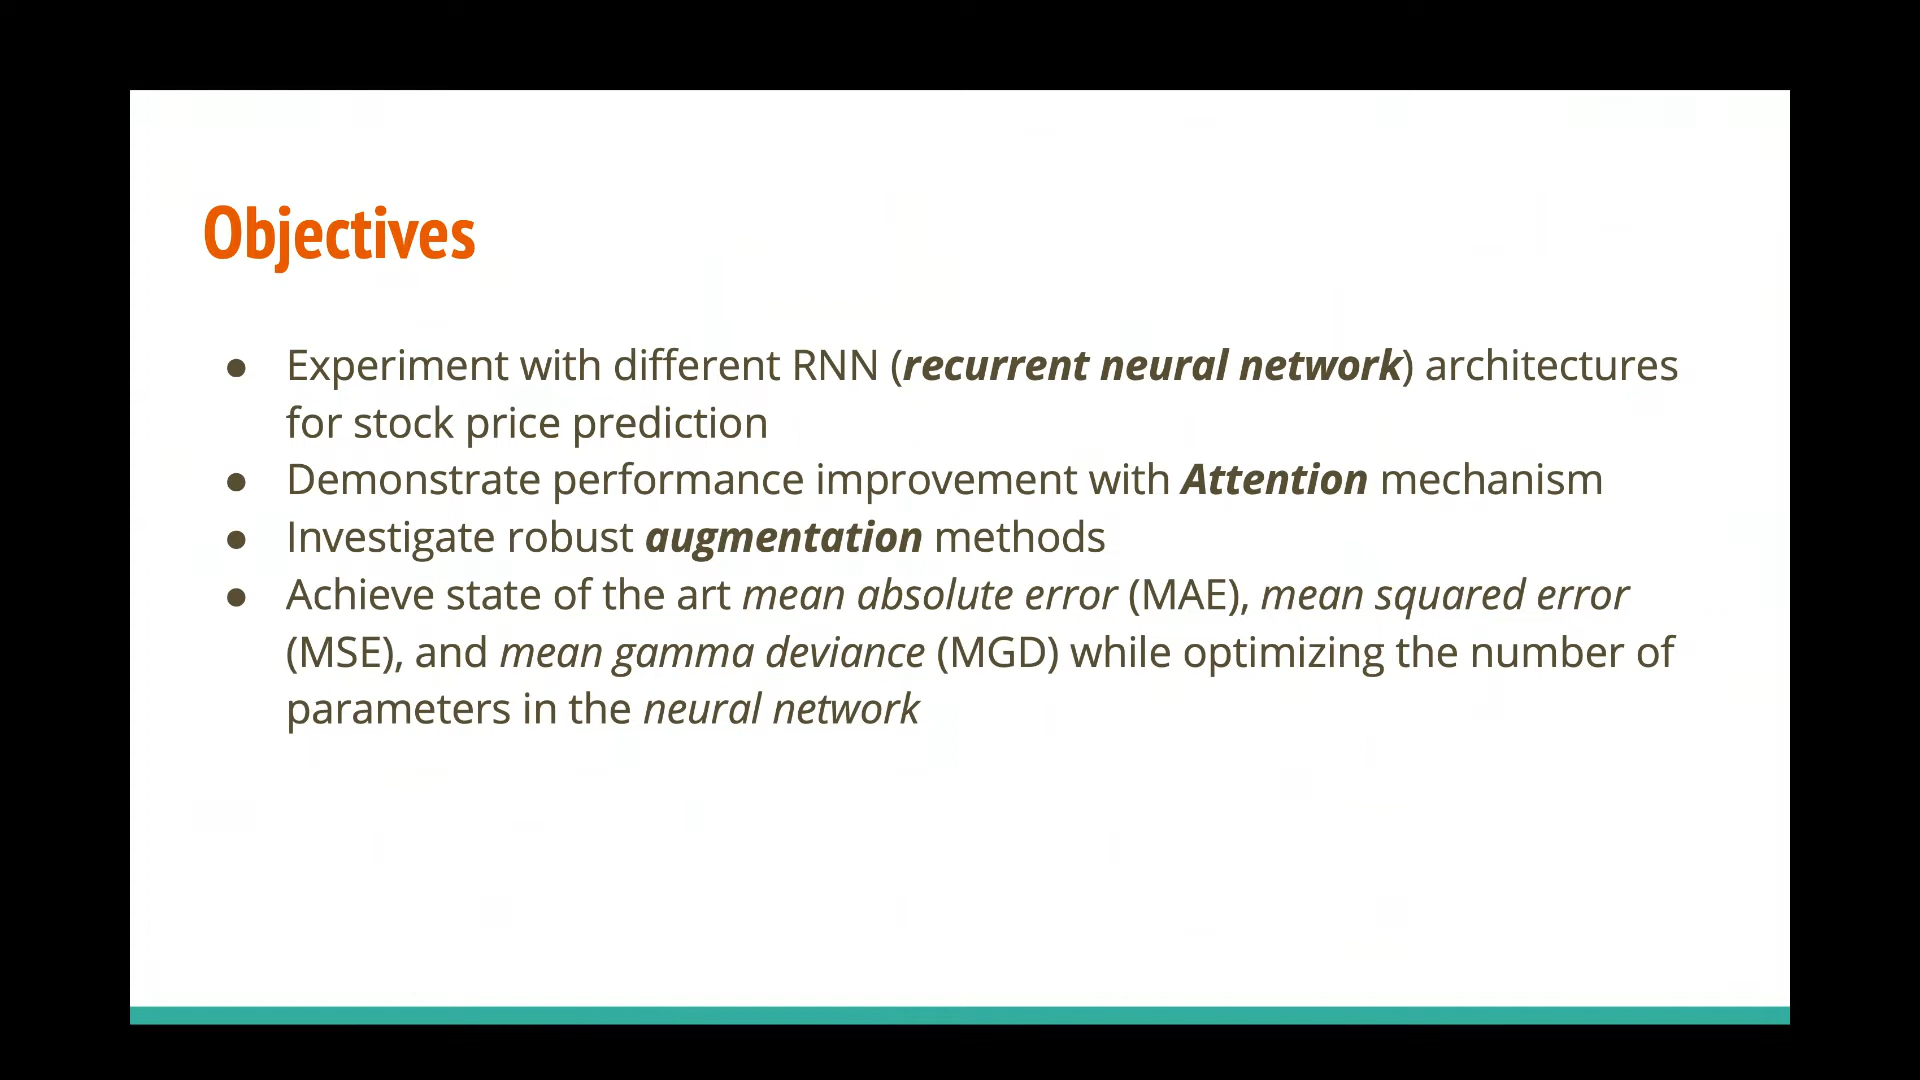 Objectives
● Experiment with different RNN (recurrent neural network) architectures
for stock price prediction
● Demonstrate performance improvement with Attention mechanism
● Investigate robust augmentation methods
● Achieve state of the art mean absolute error (MAE), mean squared error
(MSE), and mean gamma deviance (MGD) while optimizing the number of
parameters in the neural network